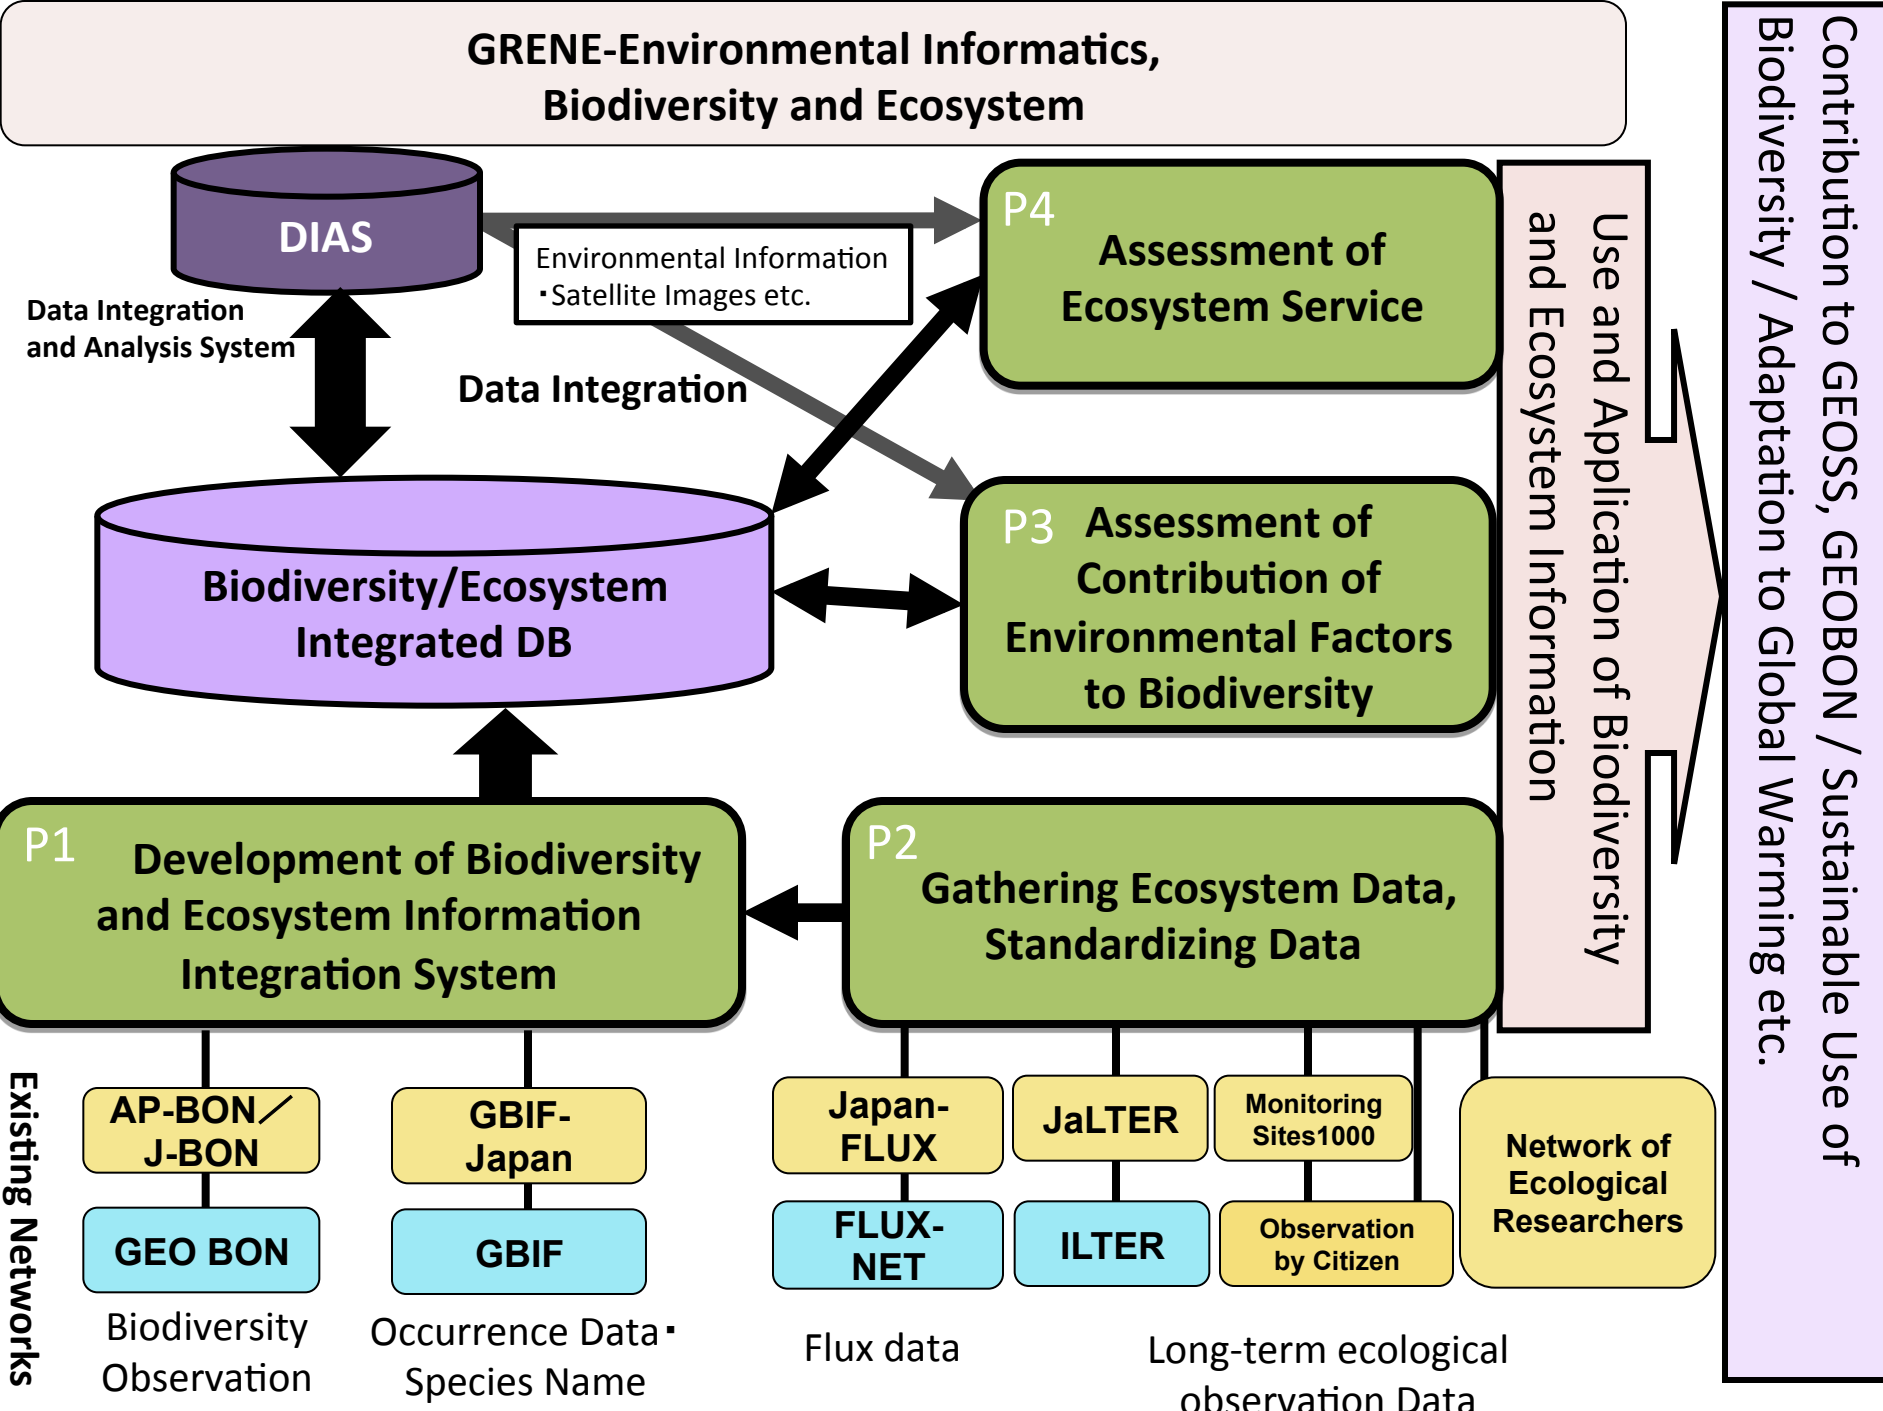 GRENE-Environmental Informatics,
Biodiversity and Ecosystem
DIAS
Data Integration
and Analysis System
Environmental Information
・Satellite Images etc.
Data Integration
P4
Assessment of
Ecosystem Service
Biodiversity/Ecosystem
Integrated DB
P3
Assessment of
Contribution of
Environmental Factors
to Biodiversity
P1
Development of Biodiversity
and Ecosystem Information
Integration System
P2
Gathering Ecosystem Data,
Standardizing Data
Use and Application of Biodiversity
and Ecosystem Information
Contribution to GEOSS, GEOBON / Sustainable Use of
Biodiversity / Adaptation to Global Warming etc.
Existing Networks
AP-BON／
J-BON
GEO BON
Biodiversity
Observation
GBIF-
Japan
GBIF
Occurrence Data・
Species Name
Japan-
FLUX
FLUX-
NET
Flux data
JaLTER
ILTER
Monitoring
Sites1000
Observation
by Citizen
Network of
Ecological
Researchers
Long-term ecological
observation Data